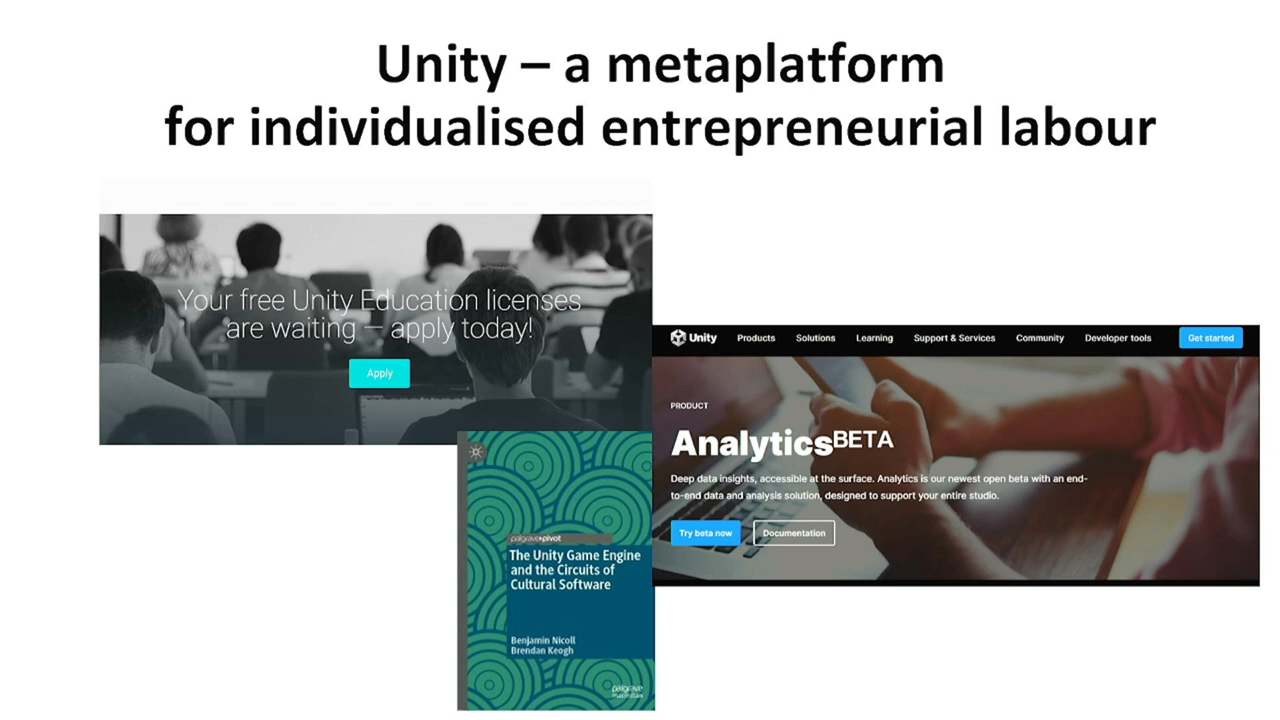 Unity – a metaplatform
for individualised entrepreneurial labour
Your free Unity Education licenses
are waiting — apply today!
Apply
Unity
Products
Solutions
Learning
Support & Services
Community
Developer tools
Get started
PRODUCT
AnalyticsBETA
Deep data insights, accessible at the surface. Analytics is our newest open beta with an end-
to-end data and analysis solution, designed to support your entire studio.
Try beta now
Documentation
palgrave•pivot
The Unity Game Engine
and the Circuits of
Cultural Software
Benjamin Nicoll
Brendan Keogh
palgrave
macmillan